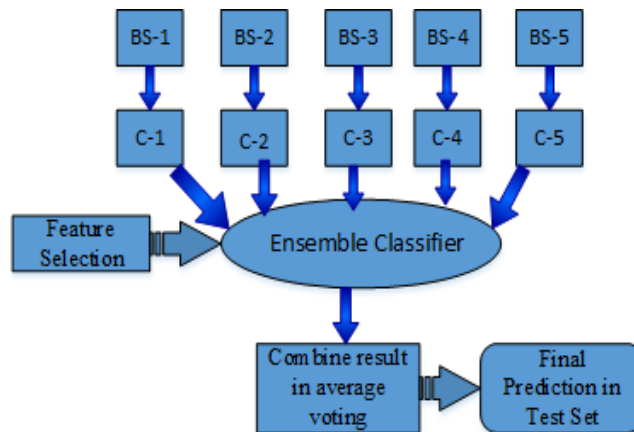 BS-1 BS-2 BS-3 BS-4 BS-5
C-1 C-2 C-3 C-4 C-5
Feature
Selection
Ensemble Classifier
Combine result
in average
voting
Final
Prediction in
Test Set